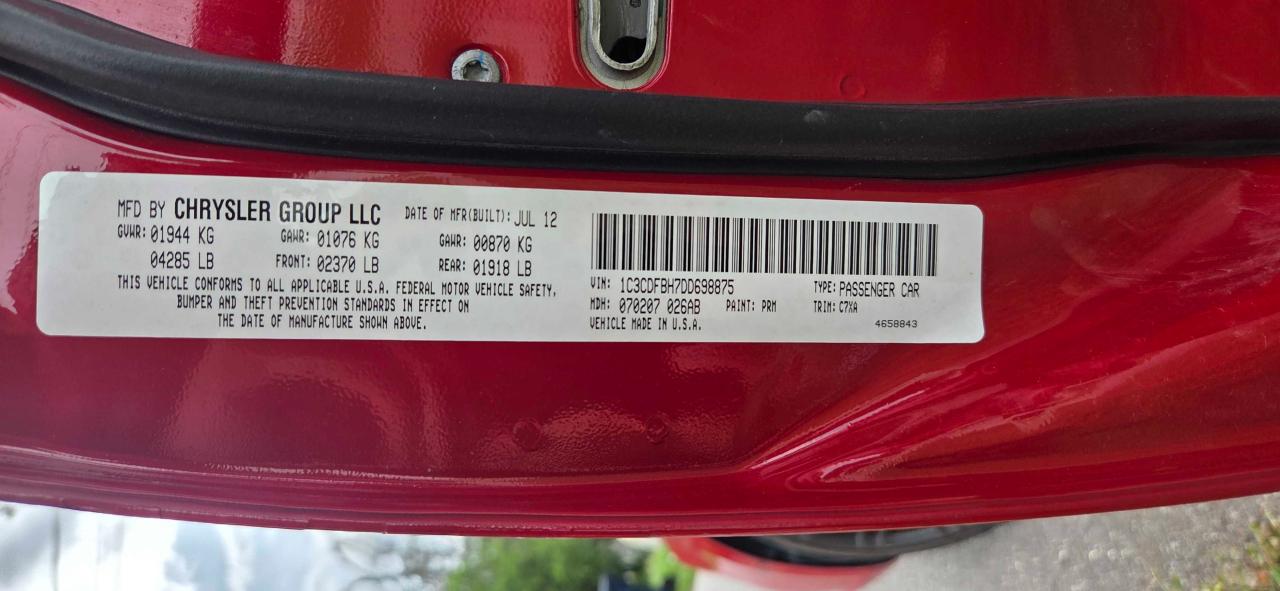 MFD BY CHRYSLER GROUP LLC DATE OF MFR(BUILT): JUL 12
GVWR: 01944 KG GAWR: 01076 KG GAWR: 00870 KG
04285 LB FRONT: 02370 LB REAR: 01918 LB
THIS VEHICLE CONFORMS TO ALL APPLICABLE U.S.A. FEDERAL MOTOR VEHICLE SAFETY,
BUMPER AND THEFT PREVENTION STANDARDS IN EFFECT ON
THE DATE OF MANUFACTURE SHOWN ABOVE.
VIN: 1C3CDFBH7DD698875 TYPE: PASSENGER CAR
MDH: 070207 026AB PAINT: PRM TRIM: C7XA
VEHICLE MADE IN U.S.A. 4658843